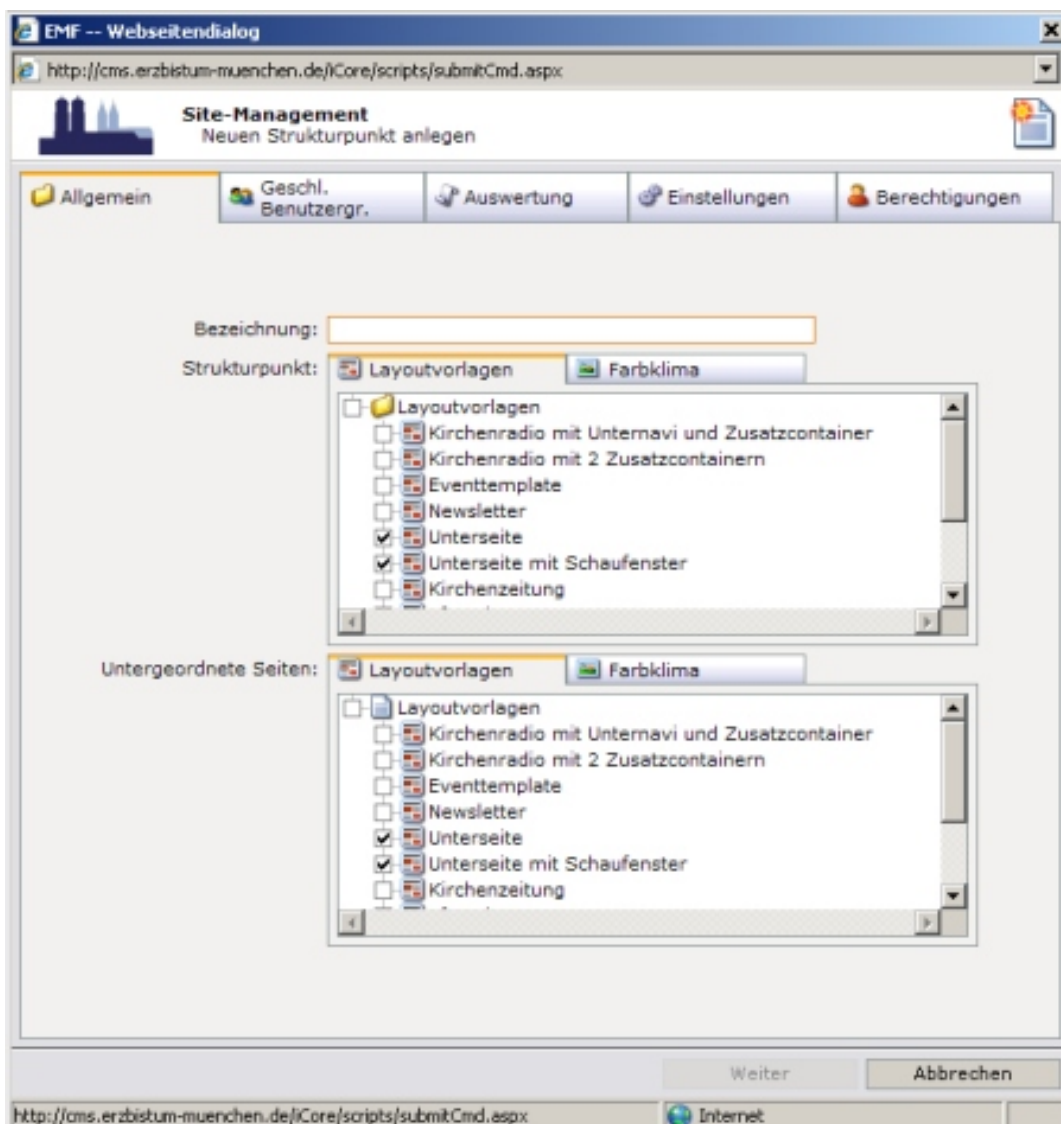 EMF -- Webseitendialog
http://cms.erzbistum-muenchen.de/iCore/scripts/submitCmd.aspx
Site-Management
Neuen Strukturpunkt anlegen
Allgemein
Geschl.
Benutzergr.
Auswertung
Einstellungen
Berechtigungen
Bezeichnung:
Strukturpunkt:
Layoutvorlagen
Farbklima
Layoutvorlagen
Kirchenradio mit Unternavi und Zusatzcontainer
Kirchenradio mit 2 Zusatzcontainern
Eventtemplate
Newsletter
Unterseite
Unterseite mit Schaufenster
Kirchenzeitung
Untergeordnete Seiten:
Layoutvorlagen
Farbklima
Layoutvorlagen
Kirchenradio mit Unternavi und Zusatzcontainer
Kirchenradio mit 2 Zusatzcontainern
Eventtemplate
Newsletter
Unterseite
Unterseite mit Schaufenster
Kirchenzeitung
Weiter
Abbrechen
http://cms.erzbistum-muenchen.de/iCore/scripts/submitCmd.aspx
Internet